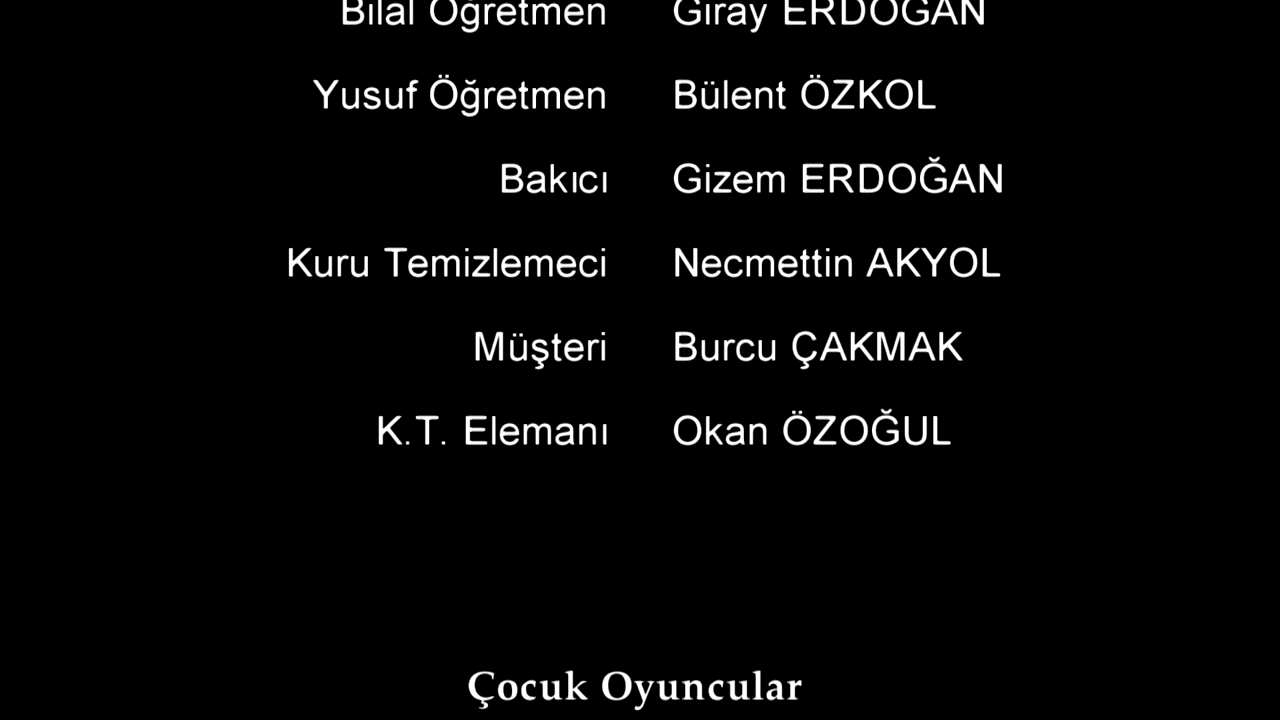 Bilal Öğretmen Giray ERDOĞAN
Yusuf Öğretmen Bülent ÖZKOL
Bakıcı Gizem ERDOĞAN
Kuru Temizlemeci Necmettin AKYOL
Müşteri Burcu ÇAKMAK
K.T. Elemanı Okan ÖZOĞUL
Çocuk Oyuncular